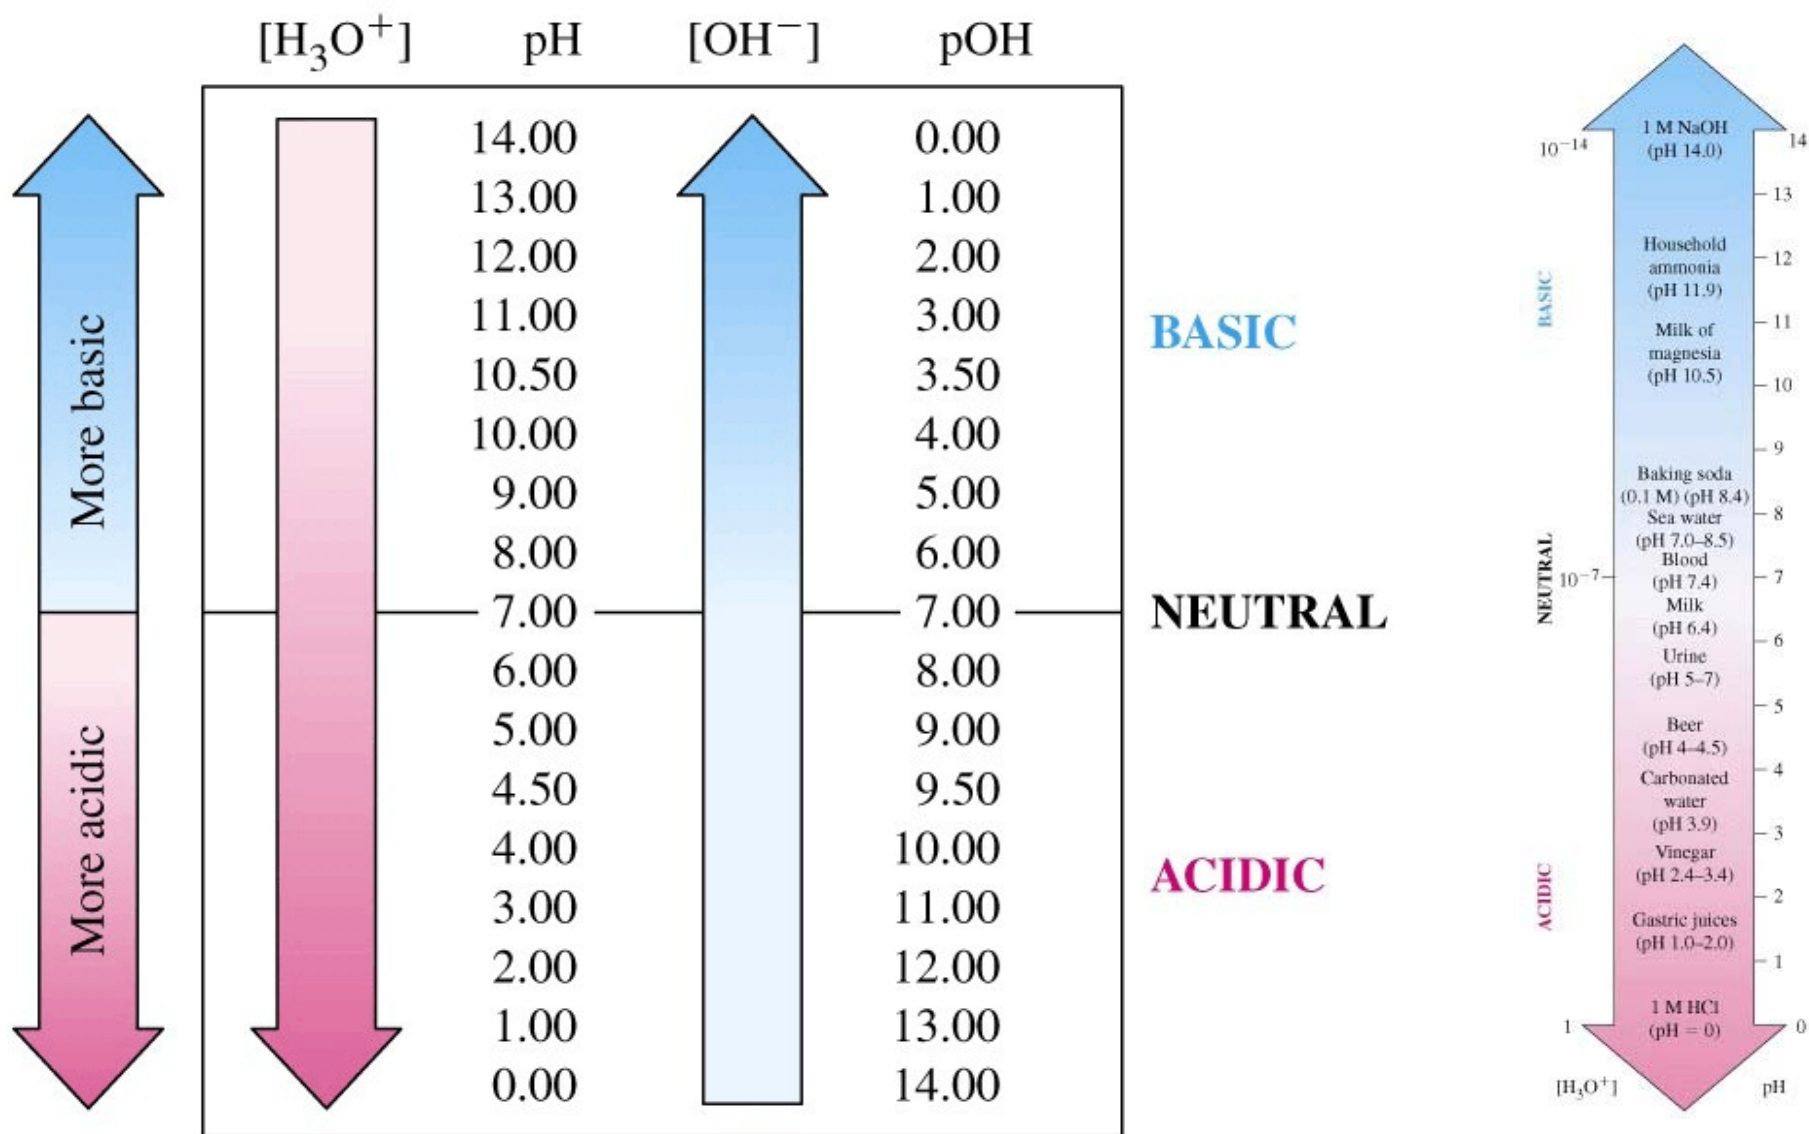 [H₃O⁺] pH [OH⁻] pOH
14.00 0.00
13.00 1.00
12.00 2.00
11.00 3.00
10.50 3.50
10.00 4.00
9.00 5.00
8.00 6.00
7.00 7.00
6.00 8.00
5.00 9.00
4.50 9.50
4.00 10.00
3.00 11.00
2.00 12.00
1.00 13.00
0.00 14.00
More basic
More acidic
BASIC
NEUTRAL
ACIDIC
10⁻¹⁴
10⁻⁷
1
[H₃O⁺]
BASIC
NEUTRAL
ACIDIC
1 M NaOH
(pH 14.0)
Household
ammonia
(pH 11.9)
Milk of
magnesia
(pH 10.5)
Baking soda
(0.1 M) (pH 8.4)
Sea water
(pH 7.0–8.5)
Blood
(pH 7.4)
Milk
(pH 6.4)
Urine
(pH 5–7)
Beer
(pH 4–4.5)
Carbonated
water
(pH 3.9)
Vinegar
(pH 2.4–3.4)
Gastric juices
(pH 1.0–2.0)
1 M HCl
(pH = 0)
14
13
12
11
10
9
8
7
6
5
4
3
2
1
0
pH